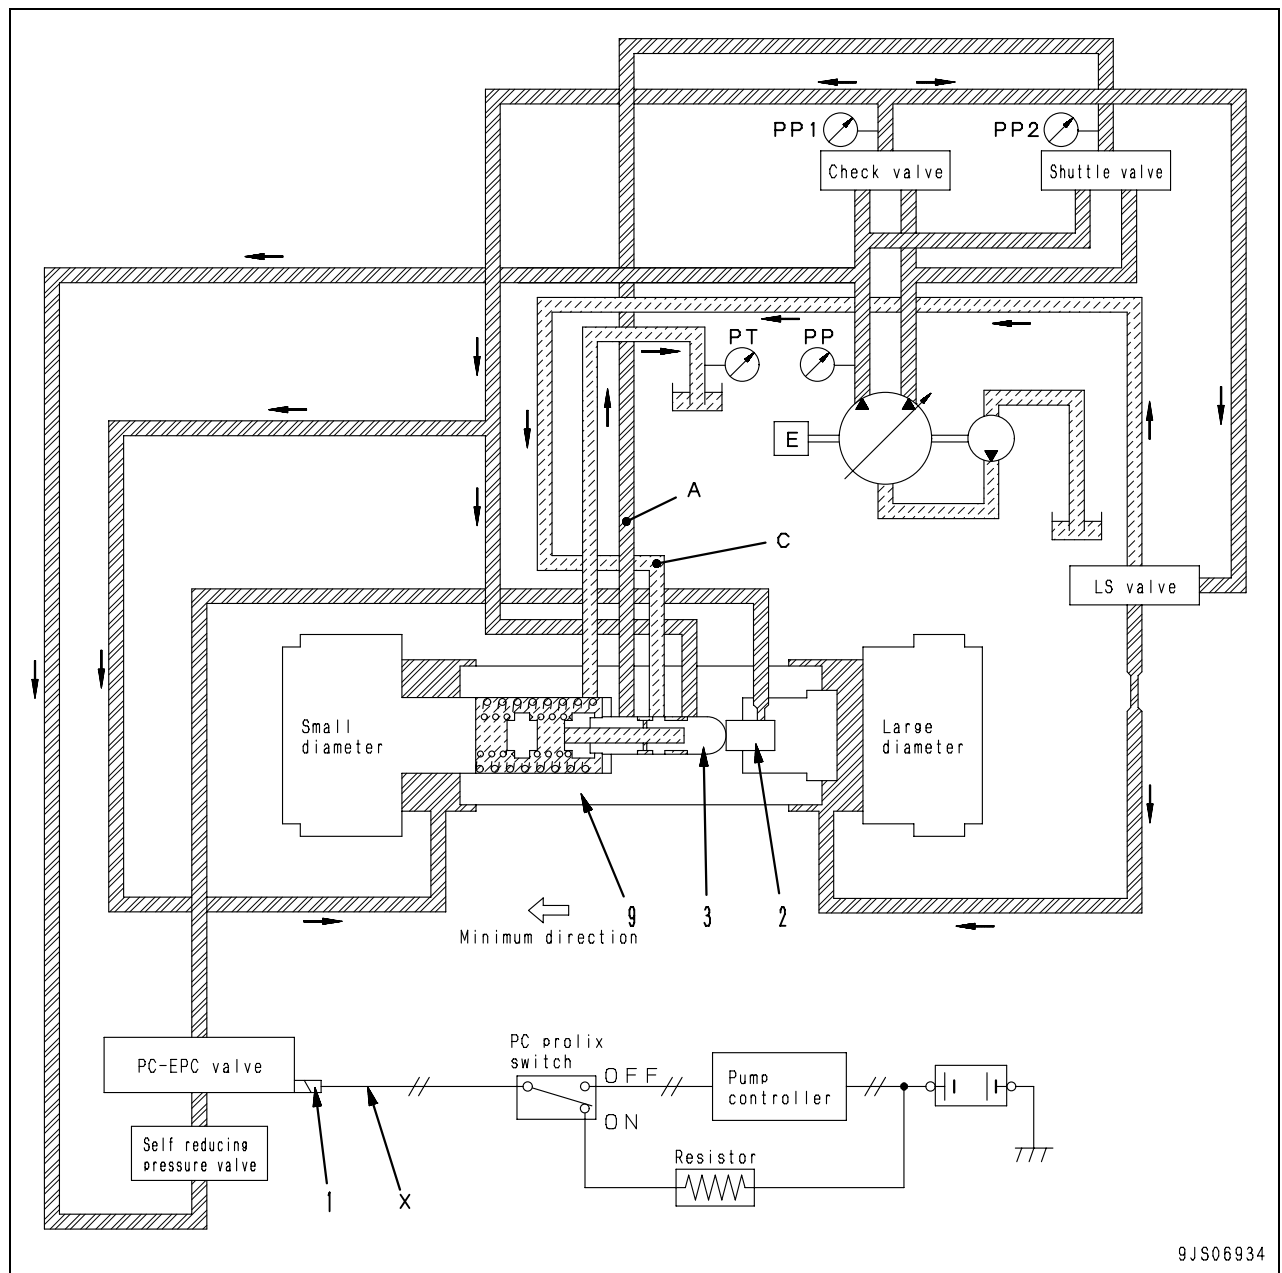 PP1
PP2
Check valve
Shuttle valve
PT
PP
E
A
C
LS valve
Small
diameter
Large
diameter
9
3
2
Minimum direction
PC prolix
switch
PC-EPC valve
OFF
Pump
controller
ON
Self reducing
pressure valve
Resistor
1
X
9JS06934